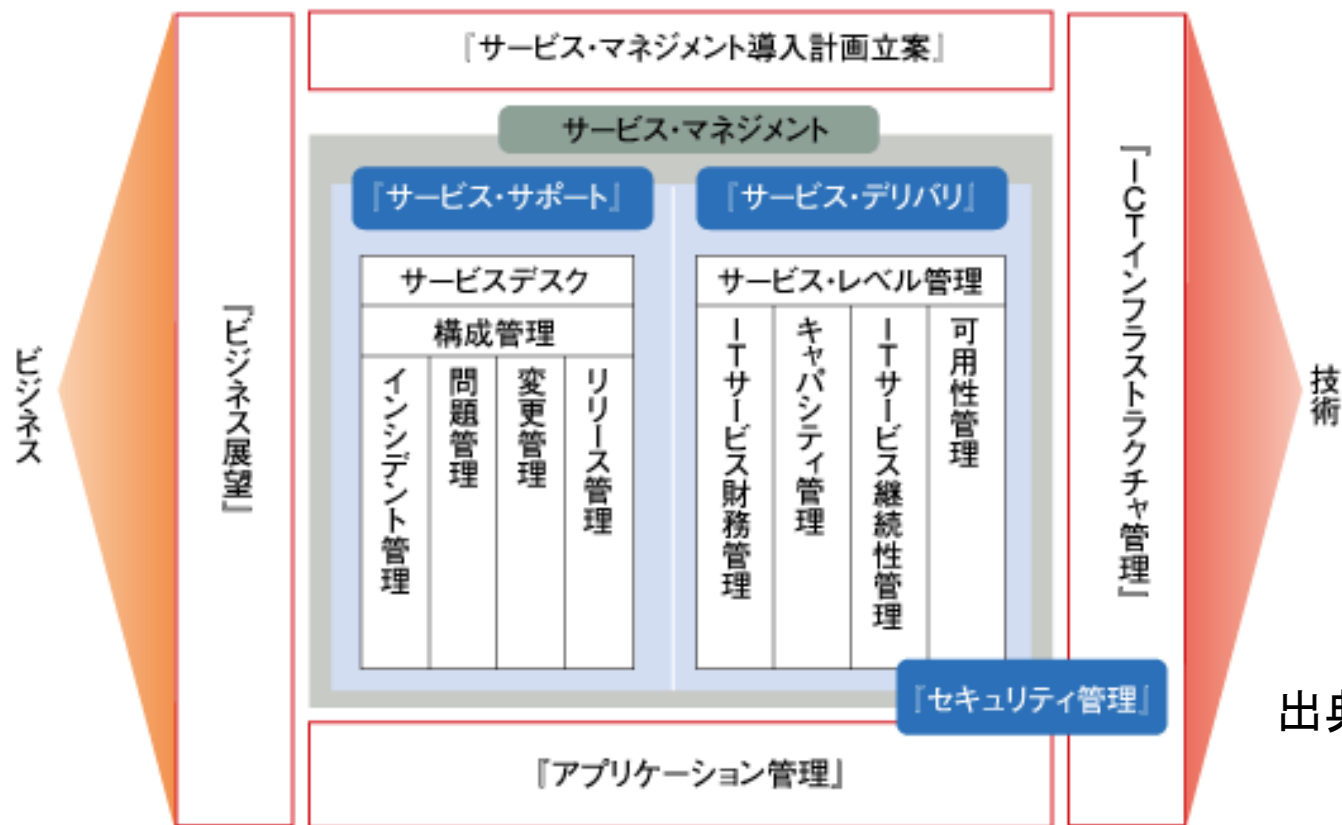 『サービス・マネジメント導入計画立案』
サービス・マネジメント
『サービス・サポート』
『サービス・デリバリ』
サービスデスク
構成管理
インシデント管理
問題管理
変更管理
リリース管理
サービス・レベル管理
ITサービス財務管理
キャパシティ管理
ITサービス継続性管理
可用性管理
ビジネス
『ビジネス展望』
『ICTインフラストラクチャ管理』
技術
『セキュリティ管理』
『アプリケーション管理』
出典